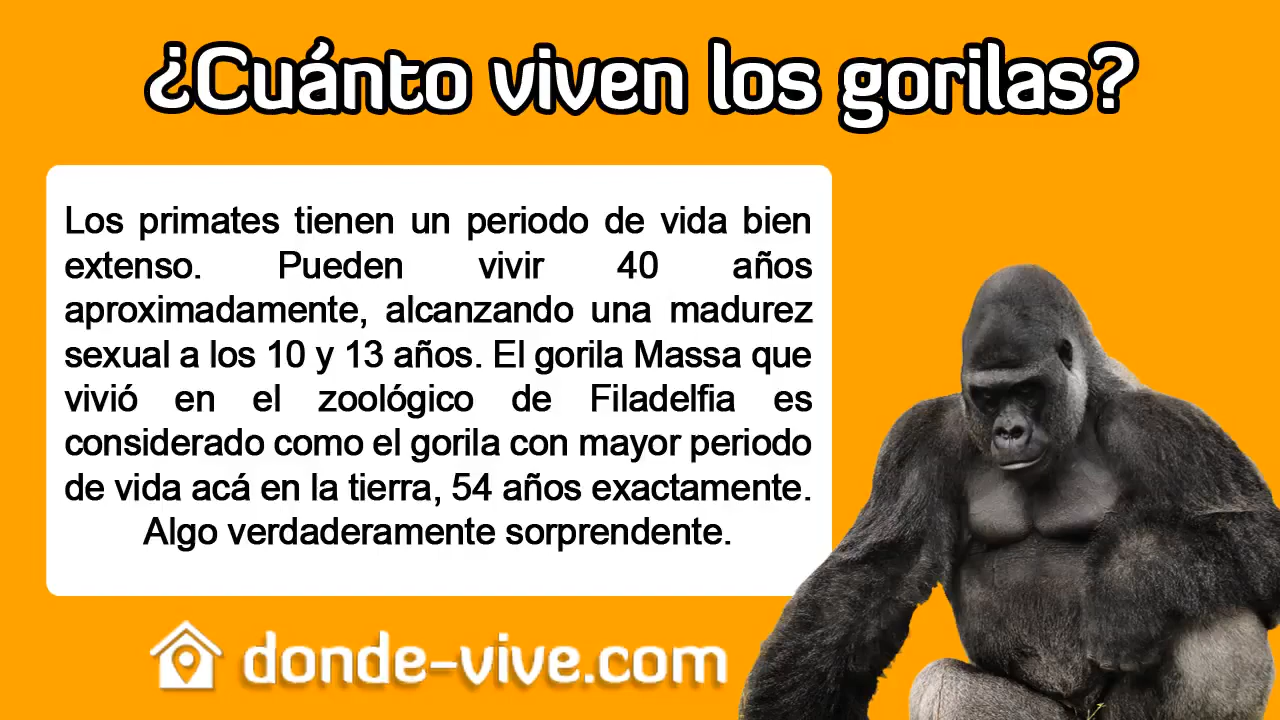 ¿Cuánto viven los gorilas?
Los primates tienen un periodo de vida bien
extenso. Pueden vivir 40 años
aproximadamente, alcanzando una madurez
sexual a los 10 y 13 años. El gorila Massa que
vivió en el zoológico de Filadelfia es
considerado como el gorila con mayor periodo
de vida acá en la tierra, 54 años exactamente.
Algo verdaderamente sorprendente.
donde-vive.com